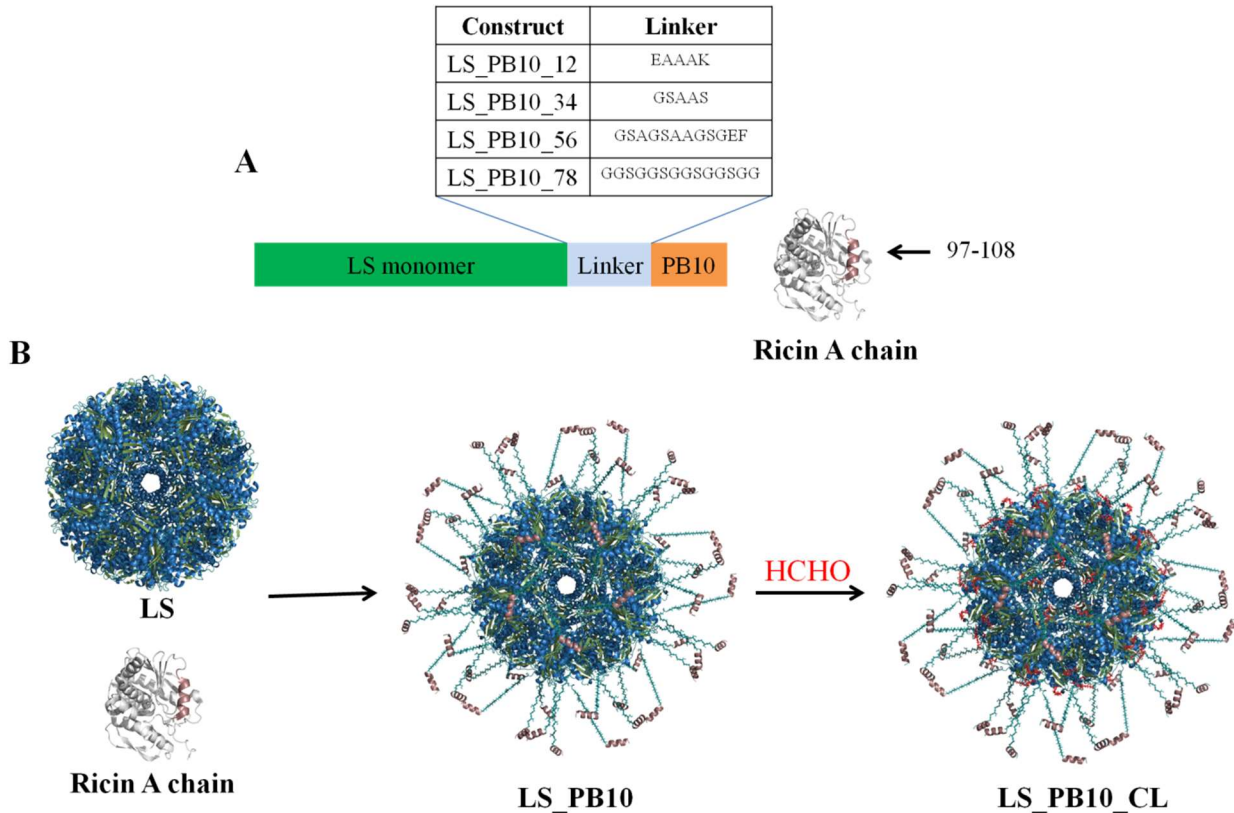 A
Construct Linker
LS_PB10_12 EAAAK
LS_PB10_34 GSAAS
LS_PB10_56 GSAGSAAGSGEF
LS_PB10_78 GGSGGSGGSGGSGG
LS monomer Linker PB10
97-108
Ricin A chain
B
LS
Ricin A chain
LS_PB10
HCHO
LS_PB10_CL